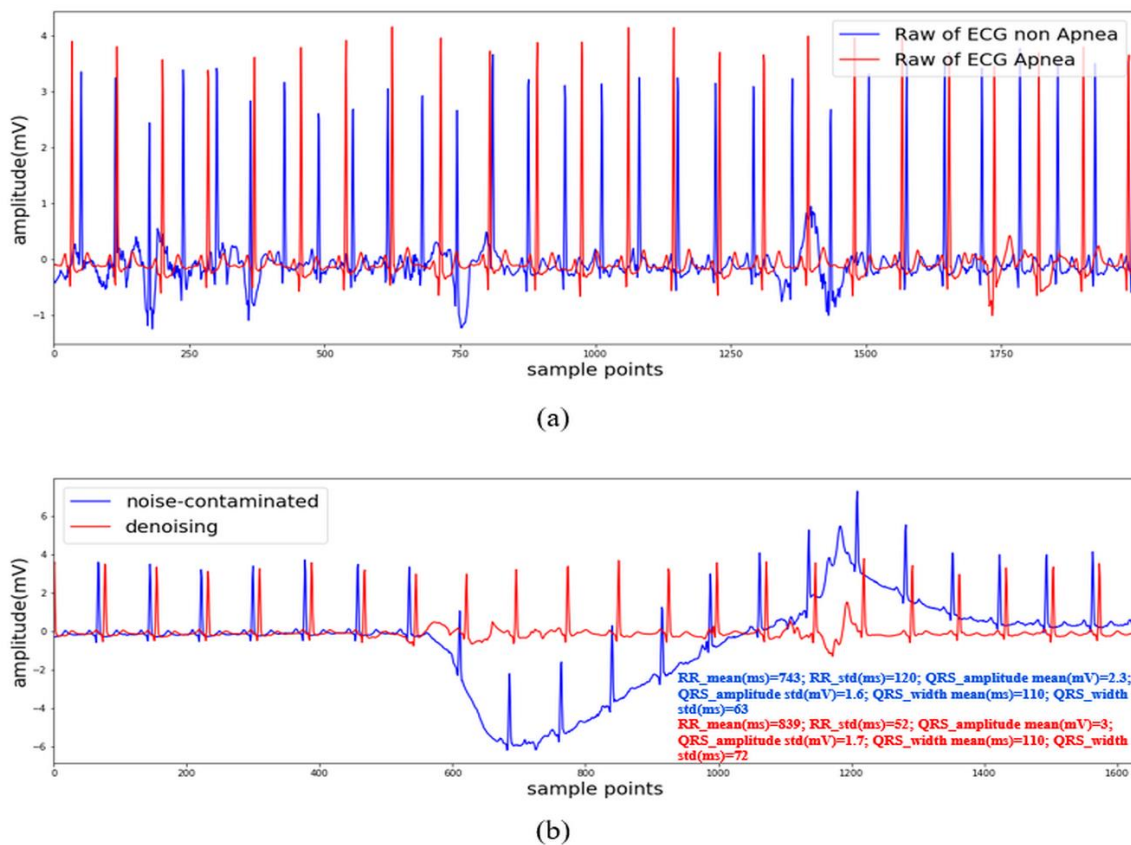 Raw of ECG non Apnea
Raw of ECG Apnea
amplitude(mV)
4
3
2
1
0
−1
0
250
500
750
1000
1250
1500
1750
sample points
(a)
noise-contaminated
denoising
amplitude(mV)
6
4
2
0
−2
−4
−6
RR_mean(ms)=743; RR_std(ms)=120; QRS_amplitude mean(mV)=2.3;
QRS_amplitude std(mV)=1.6; QRS_width mean(ms)=110; QRS_width
std(ms)=63
RR_mean(ms)=839; RR_std(ms)=52; QRS_amplitude mean(mV)=3;
QRS_amplitude std(mV)=1.7; QRS_width mean(ms)=110; QRS_width
std(ms)=72
0
200
400
600
800
1000
1200
1400
1600
sample points
(b)